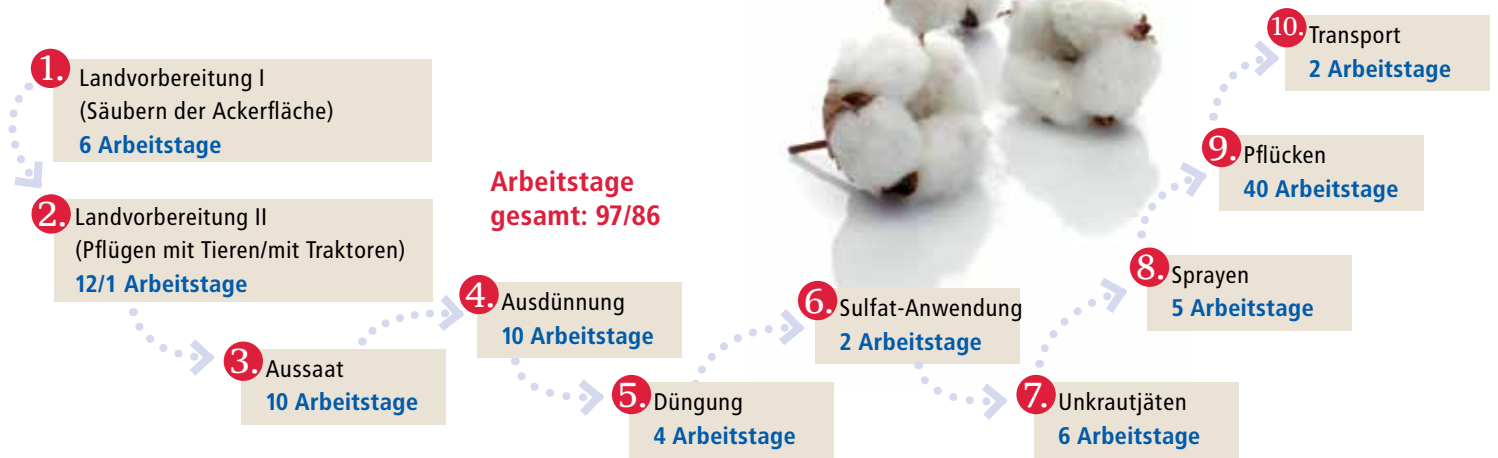 1. Landvorbereitung I
(Säubern der Ackerfläche)
6 Arbeitstage
2. Landvorbereitung II
(Pflügen mit Tieren/mit Traktoren)
12/1 Arbeitstage
3. Aussaat
10 Arbeitstage
4. Ausdünnung
10 Arbeitstage
5. Düngung
4 Arbeitstage
Arbeitstage
gesamt: 97/86
6. Sulfat-Anwendung
2 Arbeitstage
7. Unkrautjäten
6 Arbeitstage
8. Sprayen
5 Arbeitstage
9. Pflücken
40 Arbeitstage
10. Transport
2 Arbeitstage